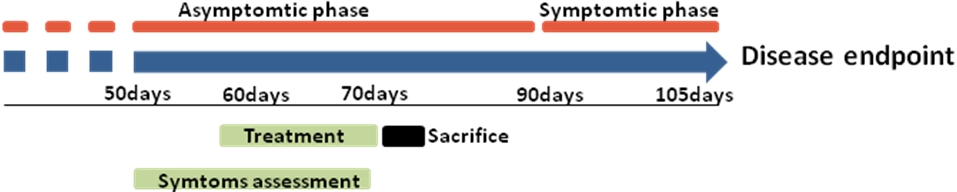 Asymptomtic phase Symptomtic phase
Disease endpoint
50days 60days 70days 90days 105days
Treatment Sacrifice
Symtoms assessment